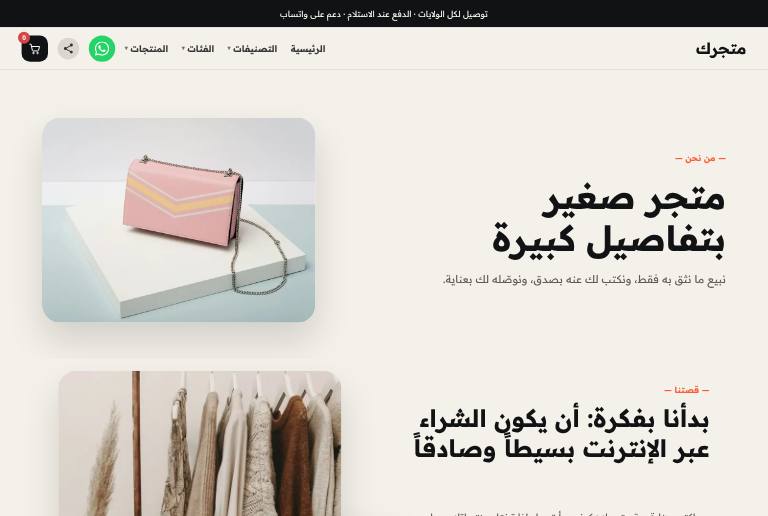 توصيل لكل الولايات · الدفع عند الاستلام · دعم على واتساب
متجرك
الرئيسية
التصنيفات
الفئات
المنتجات
0
— من نحن —
متجر صغير
بتفاصيل كبيرة
نبيع ما نثق به فقط، ونكتب لك عنه بصدق، ونوصّله لك بعناية.
— قصتنا —
بدأنا بفكرة: أن يكون الشراء
عبر الإنترنت بسيطاً وصادقاً